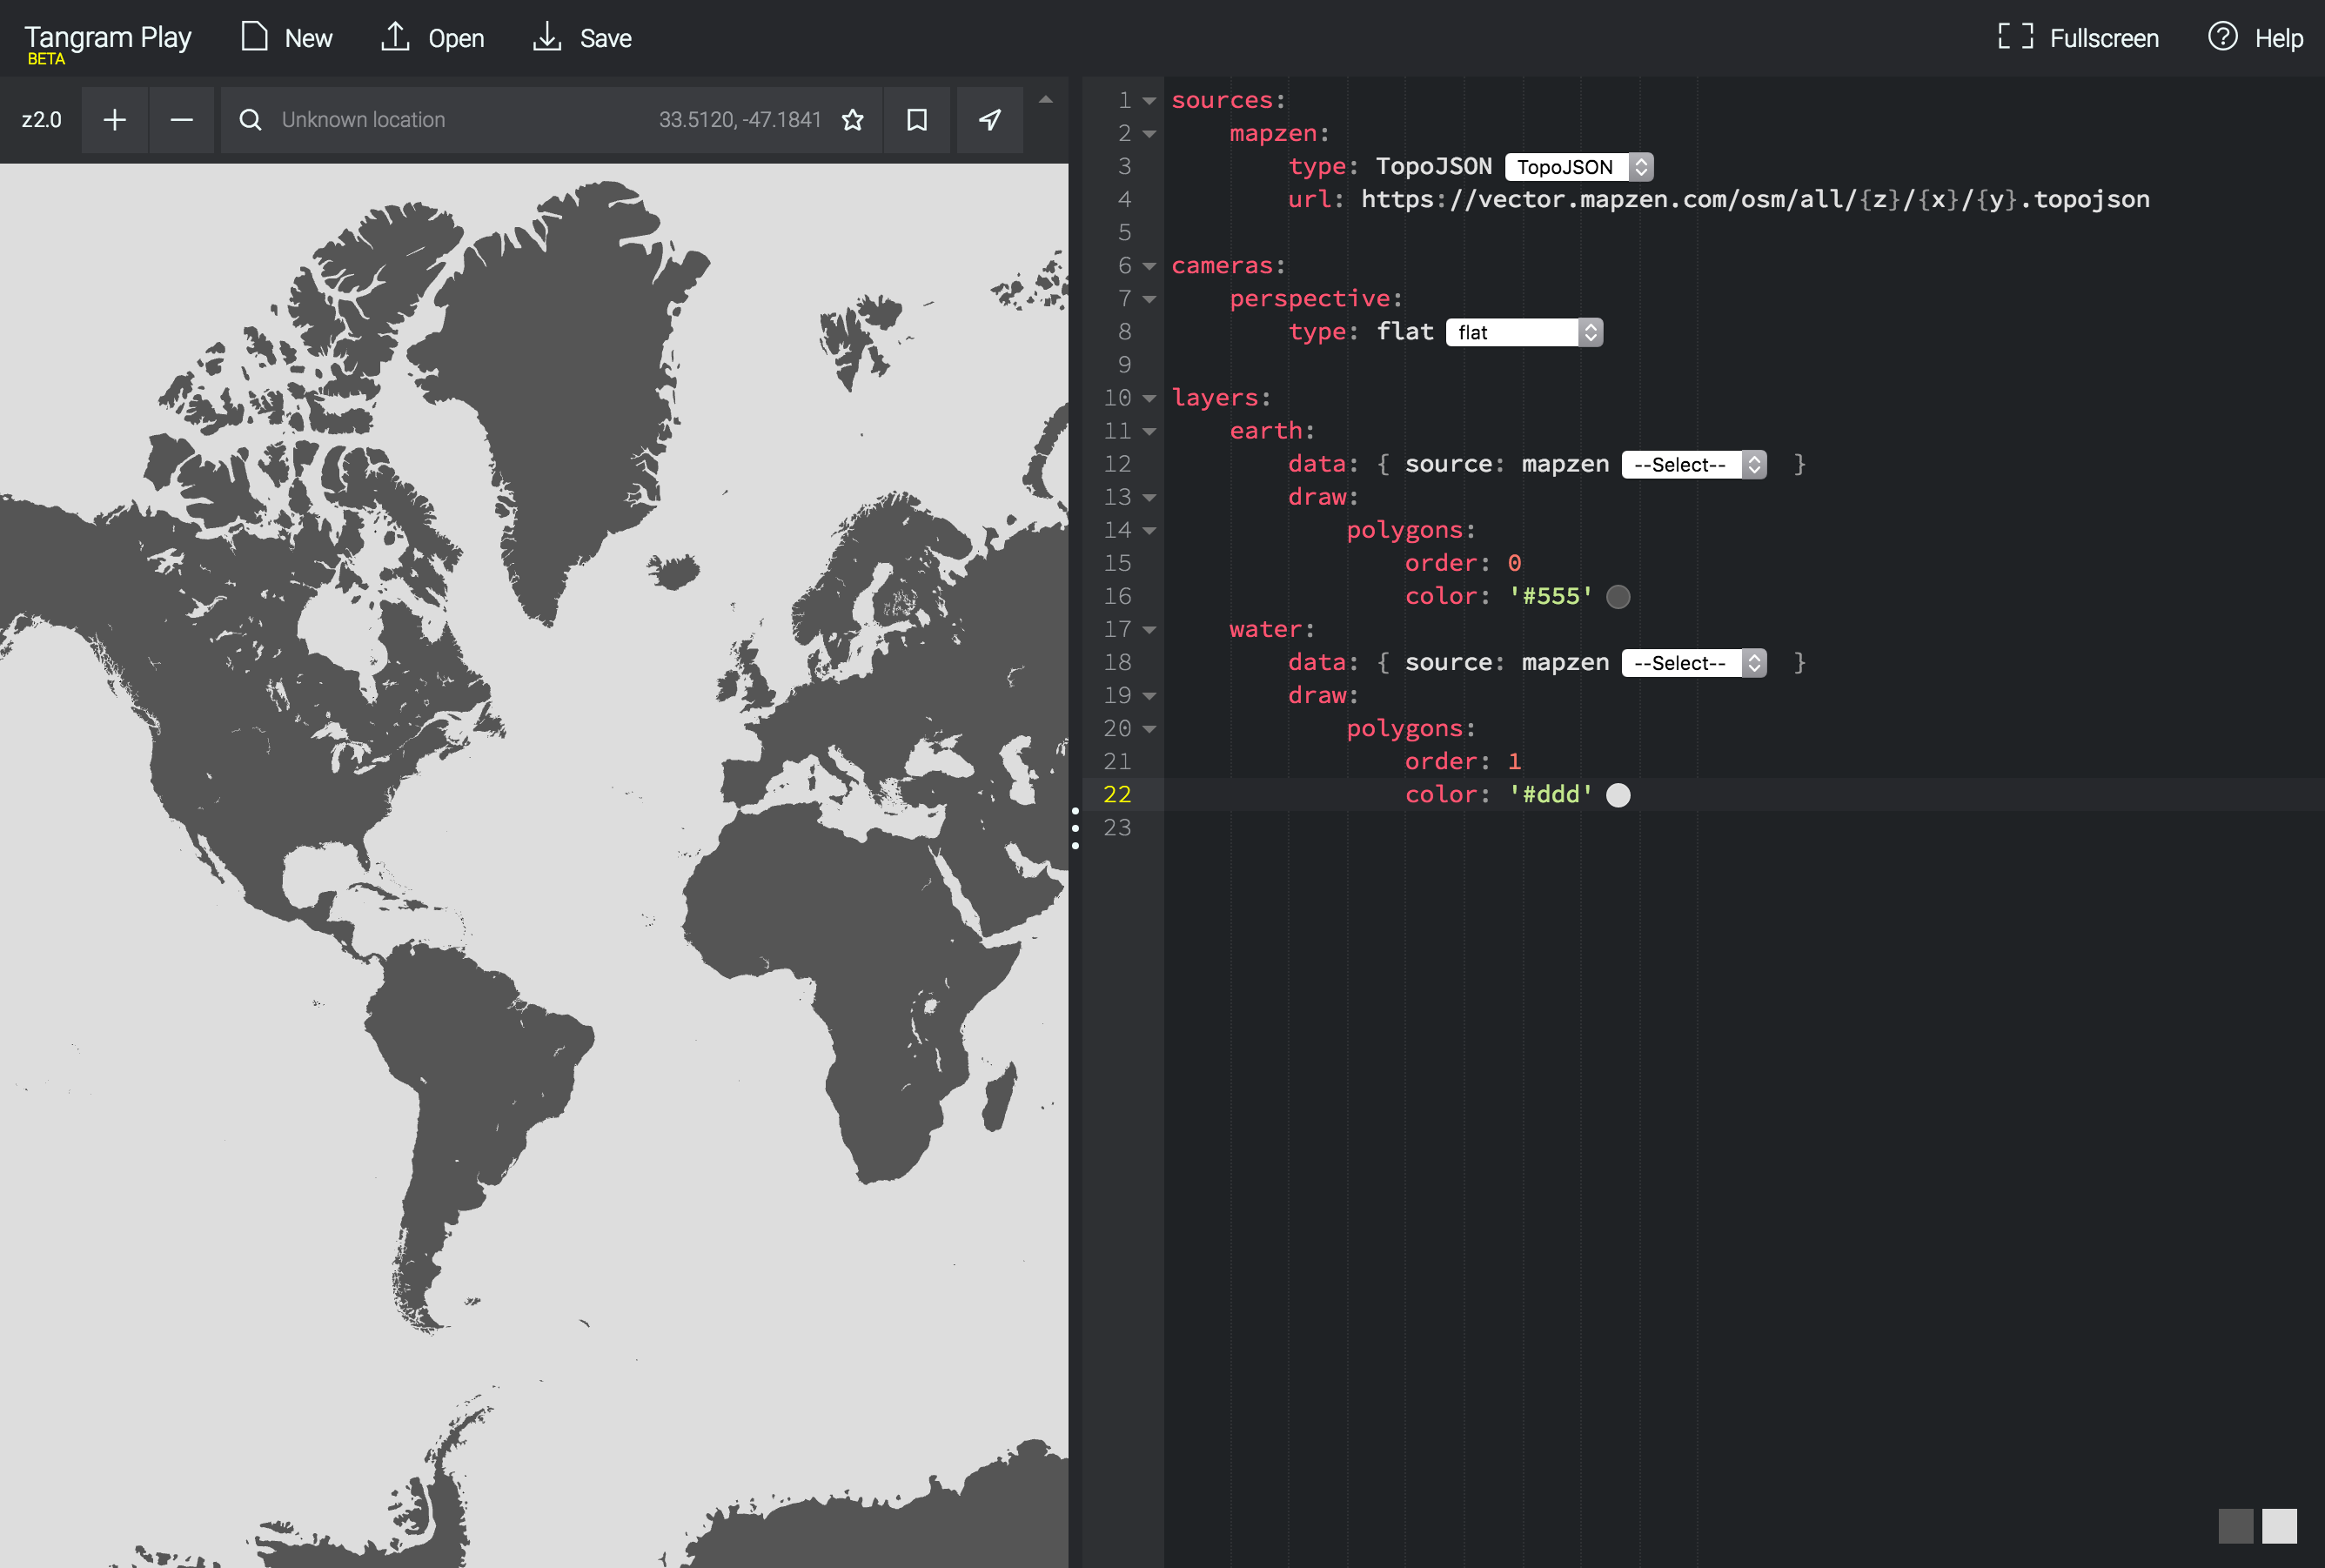 Tangram Play
BETA
New
Open
Save
Fullscreen
Help
z2.0
Unknown location
33.5120, -47.1841
1 sources:
2     mapzen:
3         type: TopoJSON TopoJSON
4         url: https://vector.mapzen.com/osm/all/{z}/{x}/{y}.topojson
5
6 cameras:
7     perspective:
8         type: flat flat
9
10 layers:
11     earth:
12         data: { source: mapzen --Select-- }
13         draw:
14             polygons:
15                 order: 0
16                 color: '#555'
17     water:
18         data: { source: mapzen --Select-- }
19         draw:
20             polygons:
21                 order: 1
22                 color: '#ddd'
23